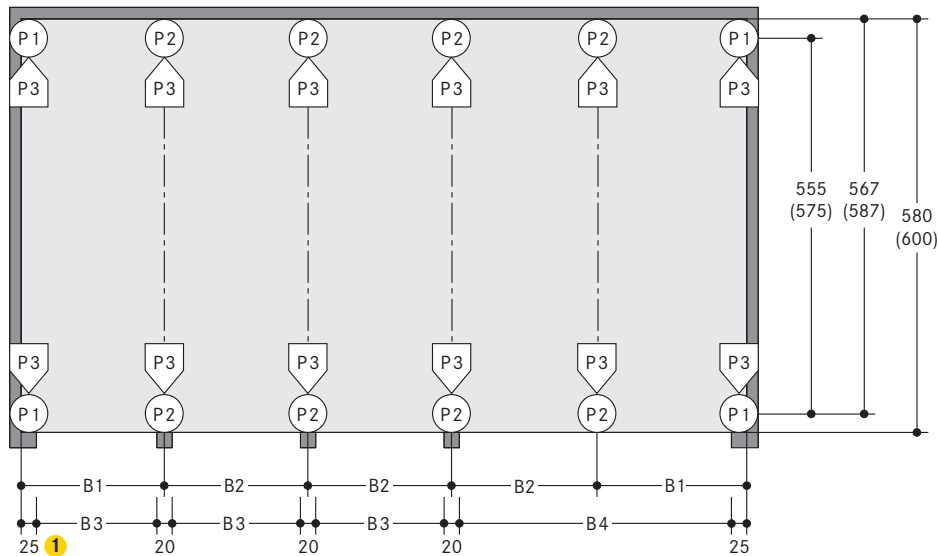 P1 P2 P2 P2 P2 P1
P3 P3 P3 P3 P3 P3
555 567
(575) (587) 580
(600)
P3 P3 P3 P3 P3 P3
P1 P2 P2 P2 P2 P1
B1 B2 B2 B2 B1
B3 B3 B3 B4
25 1 20 20 20 25